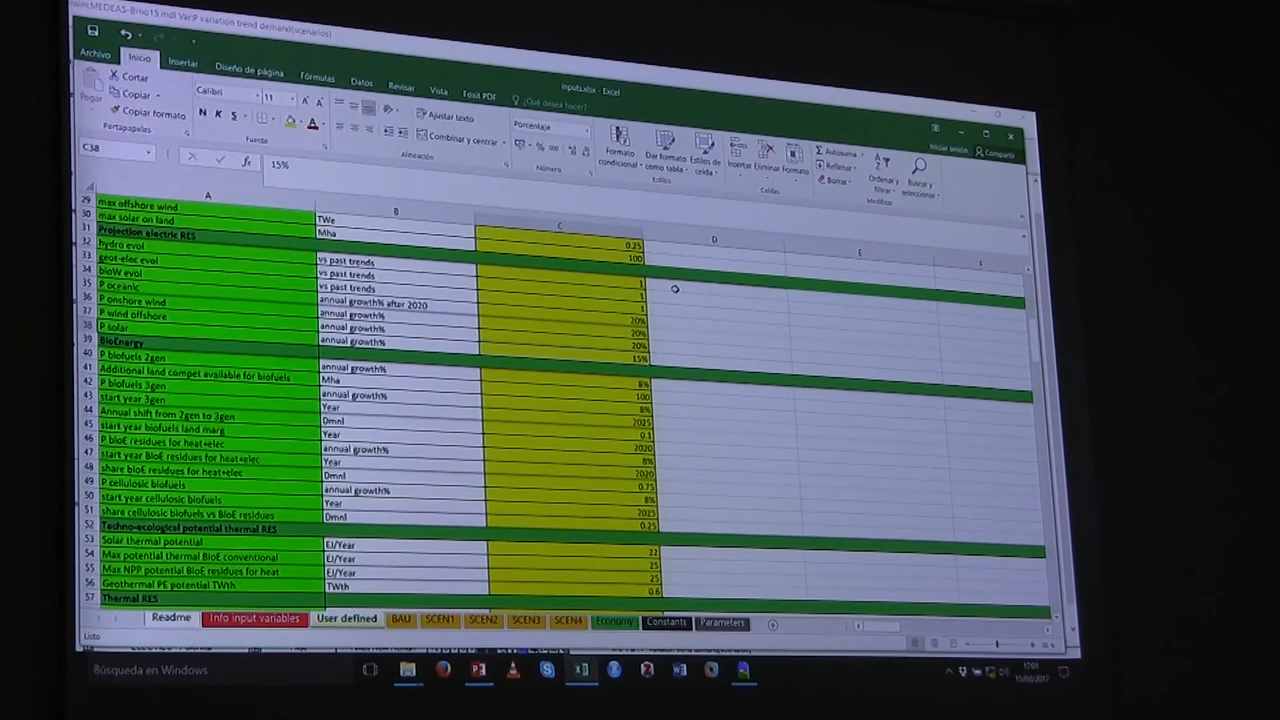 MEDEAS-Brno15.mdl Var:P variation trend demand(scenarios)
inputs.xlsx - Excel
Archivo Inicio Insertar Diseño de página Fórmulas Datos Revisar Vista Foxit PDF ¿Qué desea hacer? Iniciar sesión Compartir
Pegar
Cortar
Copiar
Copiar formato
Portapapeles
Calibri 11
N K S
Fuente
Ajustar texto
Combinar y centrar
Alineación
Porcentaje
% 000
Número
Formato condicional
Dar formato como tabla
Estilos de celda
Estilos
Insertar Eliminar Formato
Celdas
Autosuma
Rellenar
Borrar
Ordenar y filtrar
Buscar y seleccionar
Modificar
C38 fx 15%
A B C D E F
29 max offshore wind TWe 0.25
30 max solar on land Mha 100
31 Projection electric RES
32 hydro evol vs past trends 1
33 geot-elec evol vs past trends 1
34 bioW evol vs past trends 1
35 P oceanic annual growth% after 2020 20%
36 P onshore wind annual growth% 20%
37 P wind offshore annual growth% 20%
38 P solar annual growth% 15%
39 BioEnergy
40 P biofuels 2gen annual growth% 8%
41 Additional land compet available for biofuels Mha 100
42 P biofuels 3gen annual growth% 8%
43 start year 3gen Year 2025
44 Annual shift from 2gen to 3gen Dmnl 0.1
45 start year biofuels land marg Year 2020
46 P bioE residues for heat+elec annual growth% 8%
47 start year BioE residues for heat+elec Year 2020
48 share bioE residues for heat+elec Dmnl 0.75
49 P cellulosic biofuels annual growth% 8%
50 start year cellulosic biofuels Year 2025
51 share cellulosic biofuels vs BioE residues Dmnl 0.25
52 Techno-ecological potential thermal RES
53 Solar thermal potential EJ/Year 22
54 Max potential thermal BioE conventional EJ/Year 25
55 Max NPP potential BioE residues for heat EJ/Year 25
56 Geothermal PE potential TWth TWth 0.6
57 Thermal RES
Readme Info input variables User defined BAU SCEN1 SCEN2 SCEN3 SCEN4 Economy Constants Parameters
Listo
Búsqueda en Windows
17:01
15/02/2017